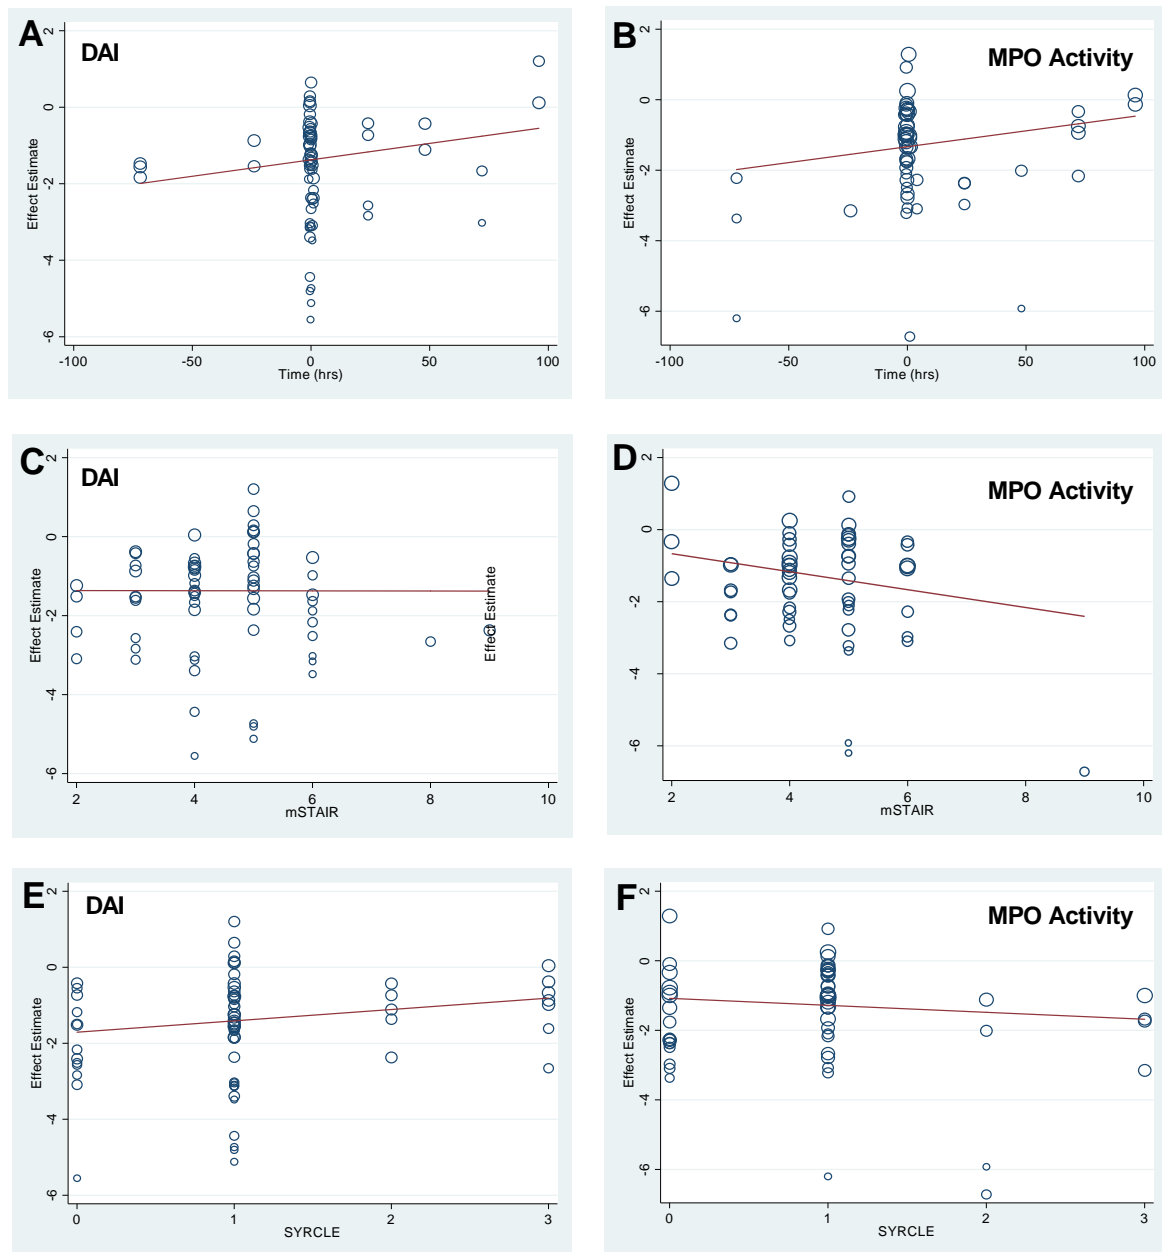 A
DAI
2
0
-2
-4
-6
Effect Estimate
-100
-50
0
50
100
Time (hrs)
B
MPO Activity
2
0
-2
-4
-6
Effect Estimate
-100
-50
0
50
100
Time (hrs)
C
DAI
2
0
-2
-4
-6
Effect Estimate
2
4
6
8
10
mSTAIR
Effect Estimate
D
MPO Activity
2
0
-2
-4
-6
2
4
6
8
10
mSTAIR
E
DAI
2
0
-2
-4
-6
Effect Estimate
0
1
2
3
SYRCLE
F
MPO Activity
2
0
-2
-4
-6
Effect Estimate
0
1
2
3
SYRCLE